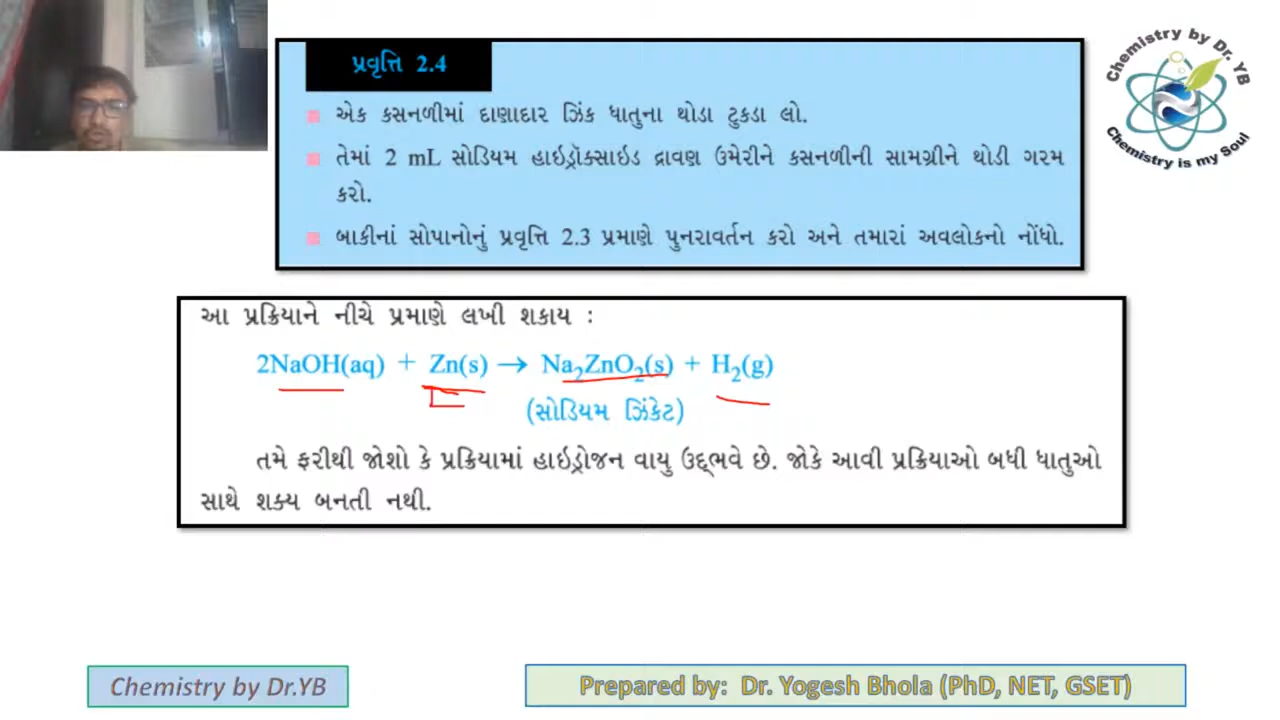 પ્રવૃત્તિ 2.4
એક કસનળીમાં દાણાદાર ઝિંક ધાતુના થોડા ટુકડા લો.
તેમાં 2 mL સોડિયમ હાઇડ્રૉક્સાઇડ દ્રાવણ ઉમેરીને કસનળીની સામગ્રીને થોડી ગરમ
કરો.
બાકીનાં સોપાનોનું પ્રવૃત્તિ 2.3 પ્રમાણે પુનરાવર્તન કરો અને તમારાં અવલોકનો નોંધો.
Chemistry by Dr. YB
Chemistry is my Soul
આ પ્રક્રિયાને નીચે પ્રમાણે લખી શકાય :
2NaOH(aq) + Zn(s) → Na₂ZnO₂(s) + H₂(g)
(સોડિયમ ઝિંકેટ)
તમે ફરીથી જોશો કે પ્રક્રિયામાં હાઇડ્રોજન વાયુ ઉદ્ભવે છે. જોકે આવી પ્રક્રિયાઓ બધી ધાતુઓ
સાથે શક્ય બનતી નથી.
Chemistry by Dr.YB
Prepared by: Dr. Yogesh Bhola (PhD, NET, GSET)